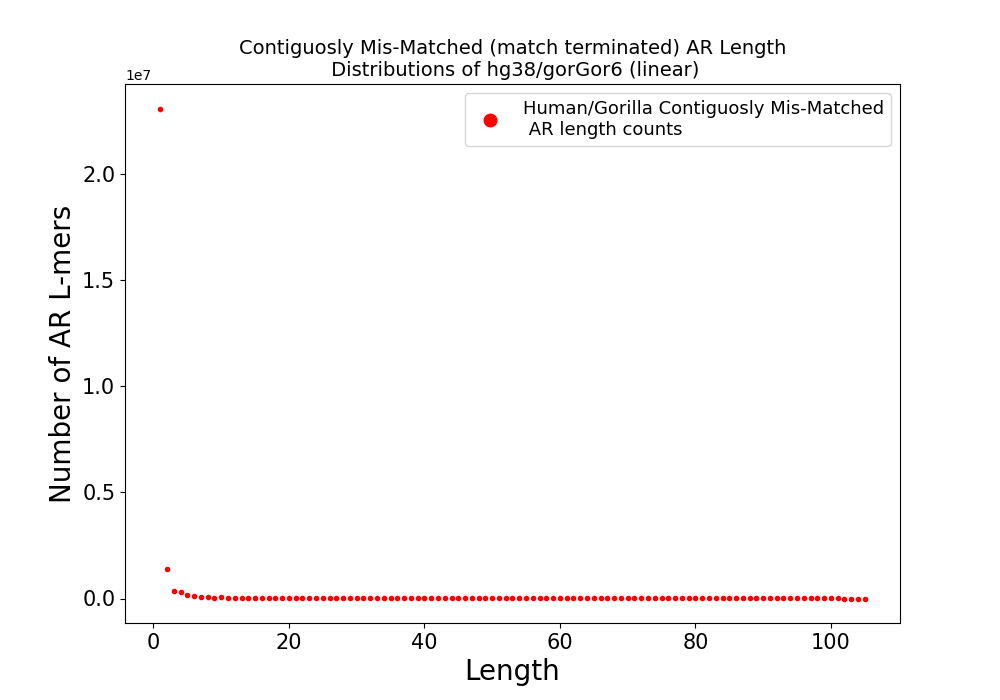 Contiguosly Mis-Matched (match terminated) AR Length
Distributions of hg38/gorGor6 (linear)
1e7
Human/Gorilla Contiguosly Mis-Matched
AR length counts
2.0
1.5
1.0
0.5
0.0
Number of AR L-mers
0 20 40 60 80 100
Length